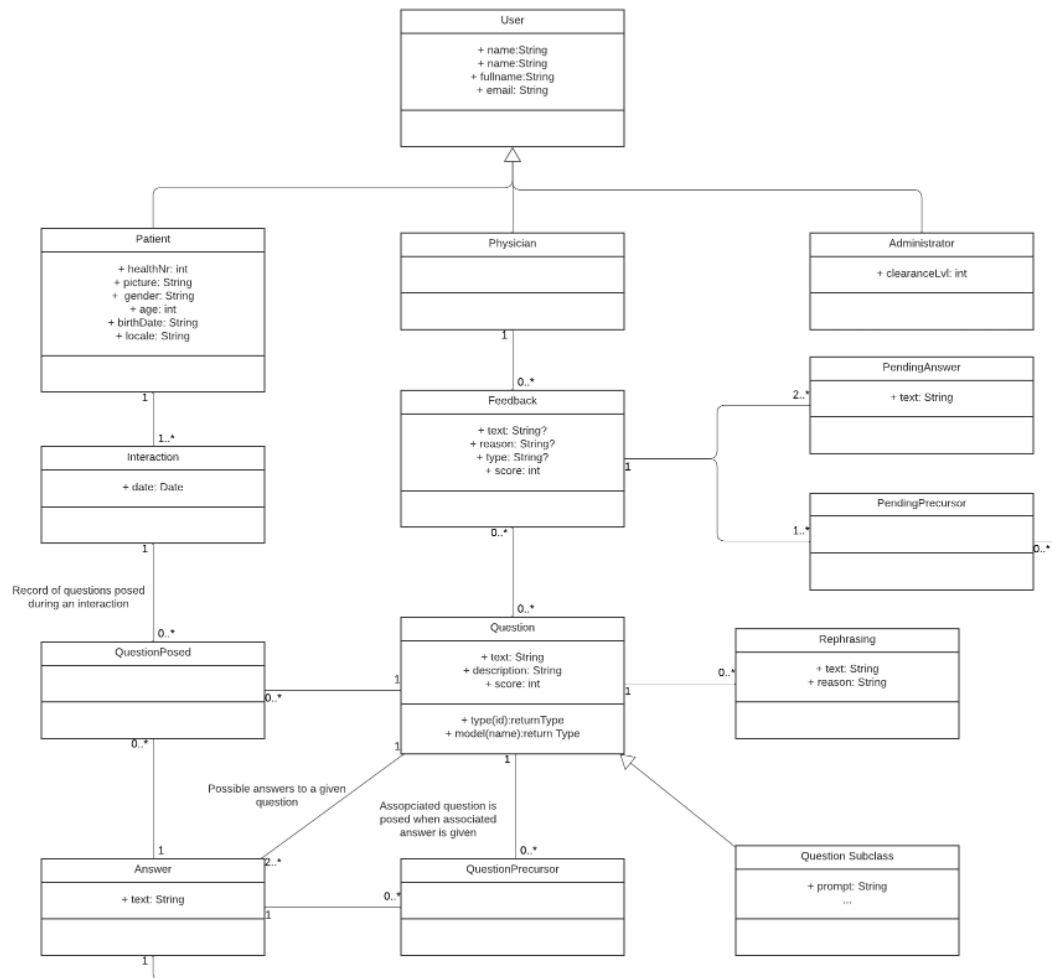 User
+ name:String
+ name:String
+ fullname:String
+ email: String
Patient
+ healthNr: int
+ picture: String
+ gender: String
+ age: int
+ birthDate: String
+ locale: String
Physician
Administrator
+ clearanceLvl: int
1
1
0..*
Feedback
+ text: String?
+ reason: String?
+ type: String?
+ score: int
1
2..*
PendingAnswer
+ text: String
1..*
Interaction
+ date: Date
1..*
PendingPrecursor
0..*
0..*
1
Record of questions posed
during an interaction
0..*
QuestionPosed
0..*
1
0..*
Question
+ text: String
+ description: String
+ score: int
+ type(id):returnType
+ model(name):return Type
1
0..*
Rephrasing
+ text: String
+ reason: String
0..*
1
1
Possible answers to a given
question
Assopciated question is
posed when associated
answer is given
1
2..*
Answer
+ text: String
1
0..*
0..*
QuestionPrecursor
Question Subclass
+ prompt: String
...
1